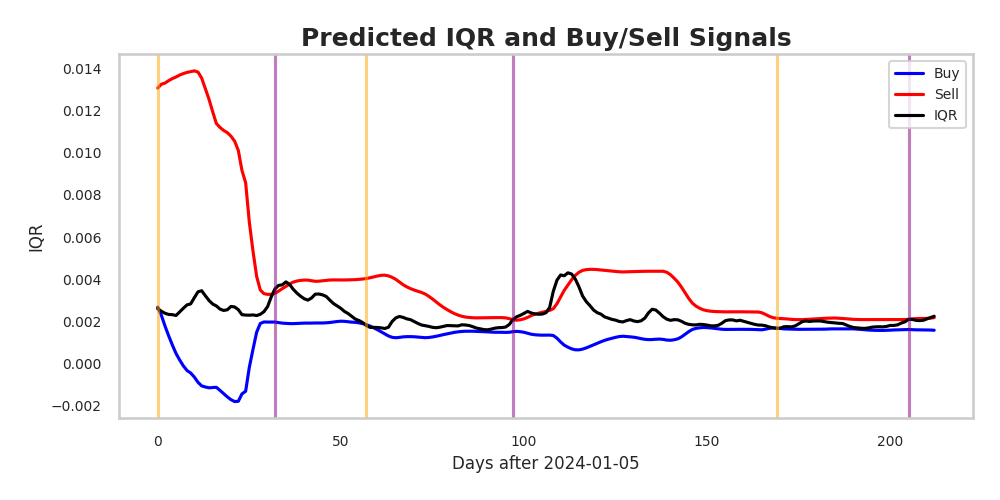 Predicted IQR and Buy/Sell Signals
0.014
0.012
0.010
0.008
0.006
0.004
0.002
0.000
−0.002
IQR
Buy
Sell
IQR
0 50 100 150 200
Days after 2024-01-05